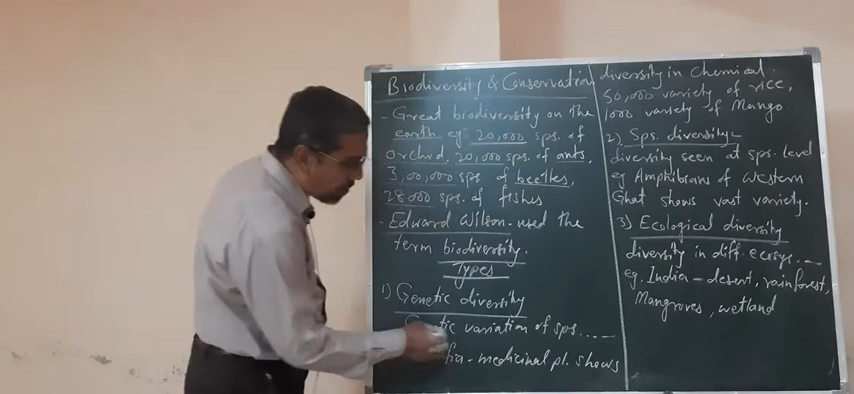 Biodiversity & Conservation
- Great biodiversity on the
earth eg: 20,000 sps. of
orchid, 20,000 sps. of ants,
3,00,000 sps of beetles,
28000 sps. of fishes
- Edward Wilson. used the
term biodiversity.
Types
1) Genetic diversity
variation of sps.....
- medicinal pl. shows
diversity in chemical.
50,000 variety of rice,
1000 variety of Mango.
2) Sps. diversity-
diversity seen at sps. level
eg Amphibians of Western
Ghat shows vast variety.
3) Ecological diversity
diversity in diff. ecosys....
eg. India - desert, rainforest,
Mangroves, wetland